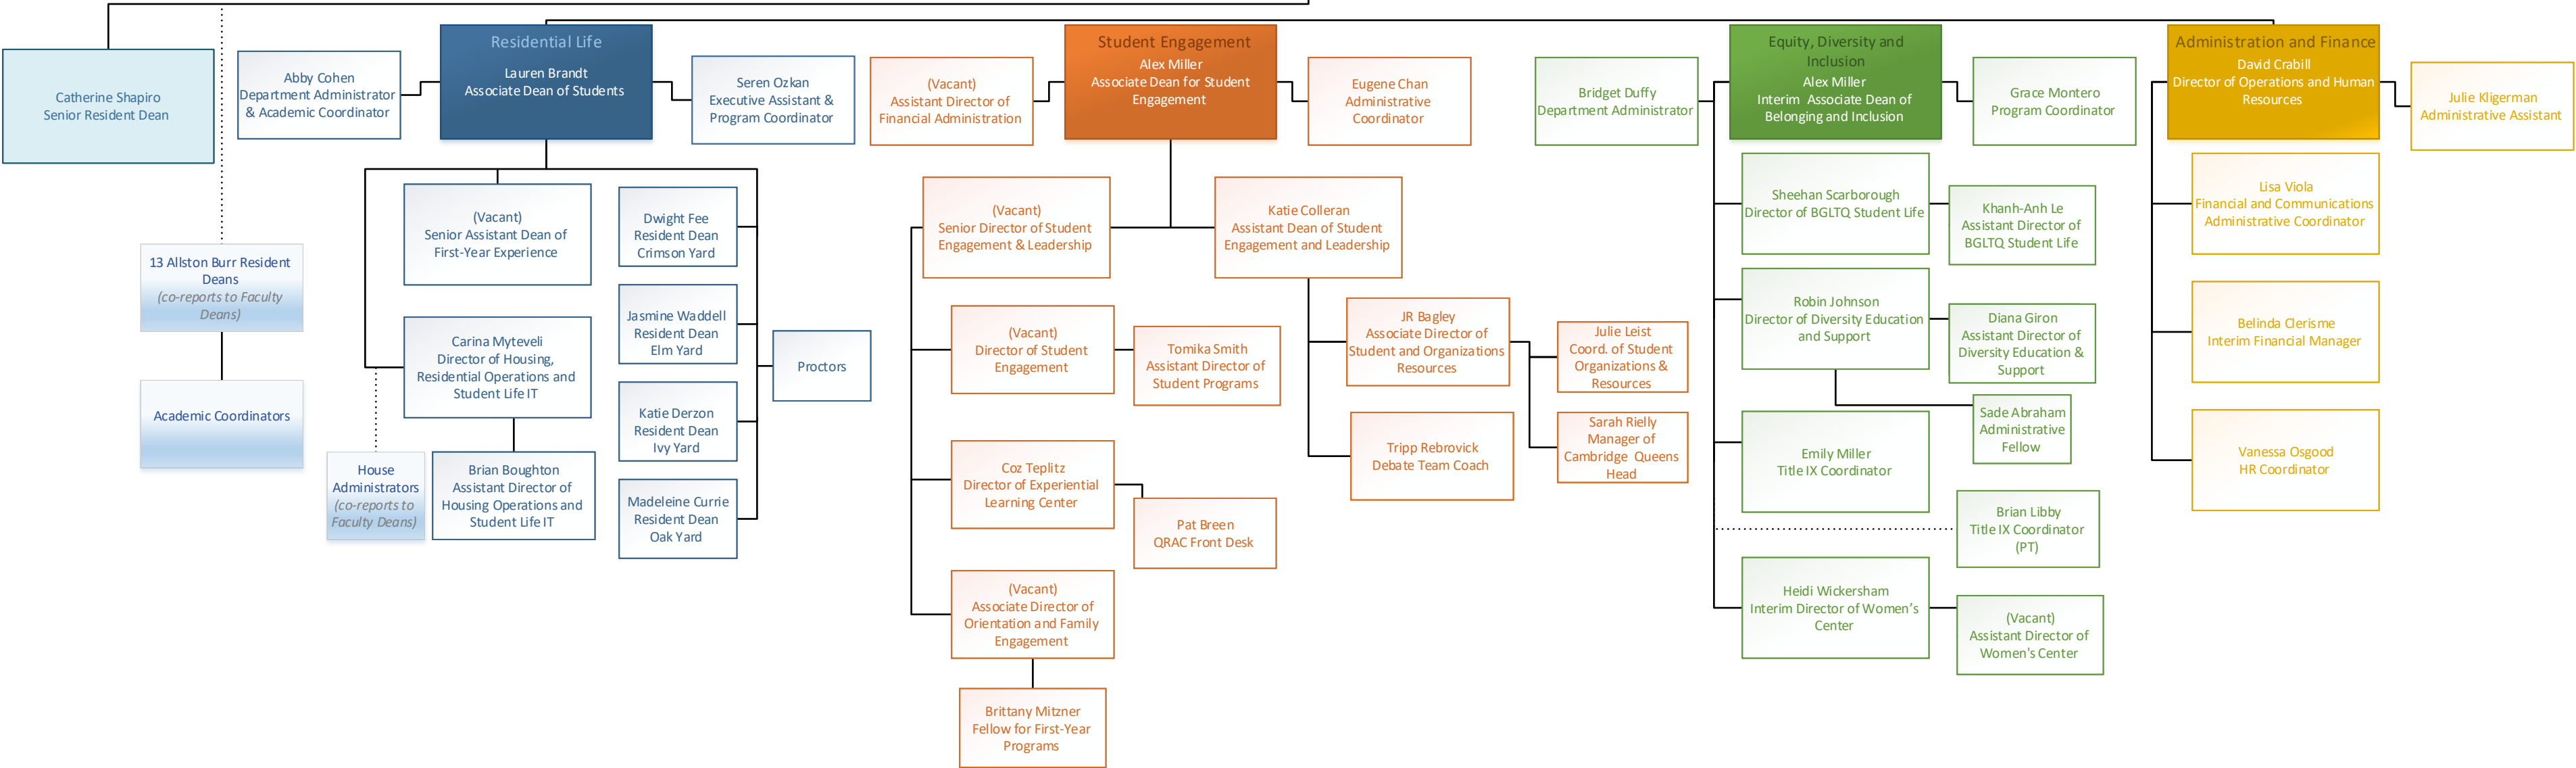 Catherine Shapiro
Senior Resident Dean
13 Allston Burr Resident
Deans
(co-reports to Faculty
Deans)
Academic Coordinators
Abby Cohen
Department Administrator
& Academic Coordinator
Residential Life
Lauren Brandt
Associate Dean of Students
Seren Ozkan
Executive Assistant &
Program Coordinator
(Vacant)
Senior Assistant Dean of
First-Year Experience
Carina Myteveli
Director of Housing,
Residential Operations and
Student Life IT
House
Administrators
(co-reports to
Faculty Deans)
Brian Boughton
Assistant Director of
Housing Operations and
Student Life IT
Dwight Fee
Resident Dean
Crimson Yard
Jasmine Waddell
Resident Dean
Elm Yard
Katie Derzon
Resident Dean
Ivy Yard
Madeleine Currie
Resident Dean
Oak Yard
Proctors
(Vacant)
Assistant Director of
Financial Administration
Student Engagement
Alex Miller
Associate Dean for Student
Engagement
Eugene Chan
Administrative
Coordinator
(Vacant)
Senior Director of Student
Engagement & Leadership
Katie Colleran
Assistant Dean of Student
Engagement and Leadership
(Vacant)
Director of Student
Engagement
Tomika Smith
Assistant Director of
Student Programs
Coz Teplitz
Director of Experiential
Learning Center
Pat Breen
QRAC Front Desk
(Vacant)
Associate Director of
Orientation and Family
Engagement
Brittany Mitzner
Fellow for First-Year
Programs
JR Bagley
Associate Director of
Student and Organizations
Resources
Julie Leist
Coord. of Student
Organizations &
Resources
Tripp Rebrovick
Debate Team Coach
Sarah Rielly
Manager of
Cambridge  Queens
Head
Bridget Duffy
Department Administrator
Equity, Diversity and
Inclusion
Alex Miller
Interim  Associate Dean of
Belonging and Inclusion
Grace Montero
Program Coordinator
Sheehan Scarborough
Director of BGLTQ Student Life
Khanh-Anh Le
Assistant Director of
BGLTQ Student Life
Robin Johnson
Director of Diversity Education
and Support
Diana Giron
Assistant Director of
Diversity Education &
Support
Sade Abraham
Administrative
Fellow
Emily Miller
Title IX Coordinator
Brian Libby
Title IX Coordinator
(PT)
Heidi Wickersham
Interim Director of Women's
Center
(Vacant)
Assistant Director of
Women's Center
Administration and Finance
David Crabill
Director of Operations and Human
Resources
Julie Kligerman
Administrative Assistant
Lisa Viola
Financial and Communications
Administrative Coordinator
Belinda Clerisme
Interim Financial Manager
Vanessa Osgood
HR Coordinator